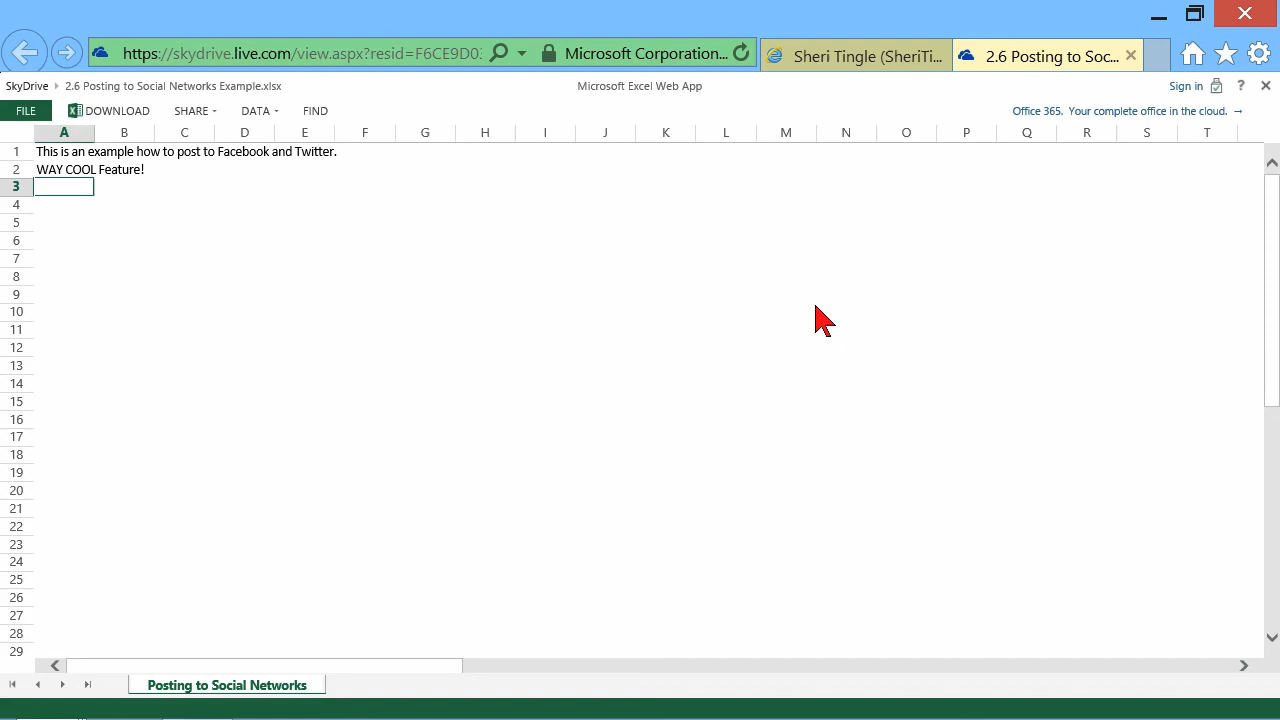 https://skydrive.live.com/view.aspx?resid=F6CE9D0
Microsoft Corporation...
Sheri Tingle (SheriTi...
2.6 Posting to Soc...
SkyDrive
2.6 Posting to Social Networks Example.xlsx
Microsoft Excel Web App
Sign in
?
FILE
DOWNLOAD
SHARE
DATA
FIND
Office 365. Your complete office in the cloud. →
A B C D E F G H I J K L M N O P Q R S T
1 This is an example how to post to Facebook and Twitter.
2 WAY COOL Feature!
3
4
5
6
7
8
9
10
11
12
13
14
15
16
17
18
19
20
21
22
23
24
25
26
27
28
29
Posting to Social Networks